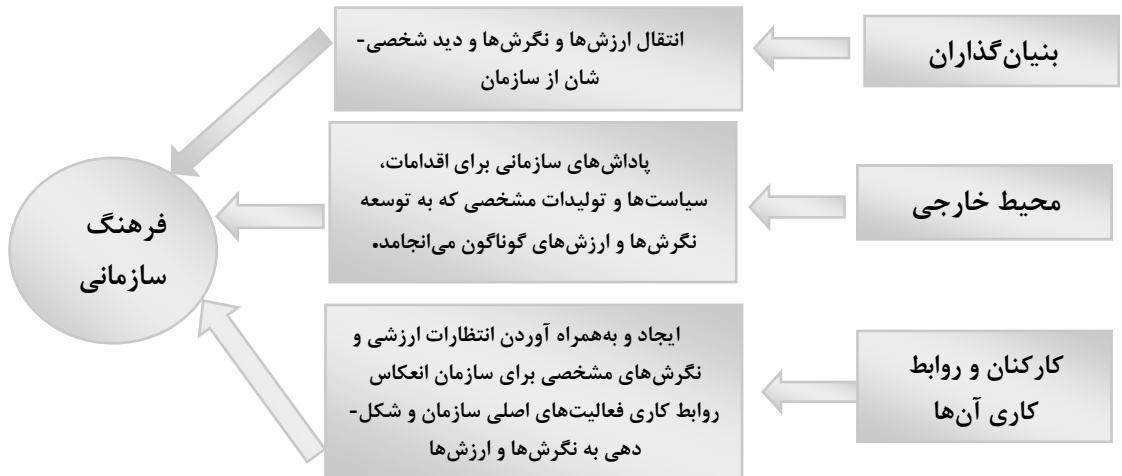 بنیان‌گذاران
انتقال ارزش‌ها و نگرش‌ها و دید شخصی-
شان از سازمان
محیط خارجی
پاداش‌های سازمانی برای اقدامات،
سیاست‌ها و تولیدات مشخصی که به توسعه
نگرش‌ها و ارزش‌های گوناگون می‌انجامد.
کارکنان و روابط
کاری آن‌ها
ایجاد و به‌همراه آوردن انتظارات ارزشی و
نگرش‌های مشخصی برای سازمان انعکاس
روابط کاری فعالیت‌های اصلی سازمان و شکل-
دهی به نگرش‌ها و ارزش‌ها
فرهنگ
سازمانی